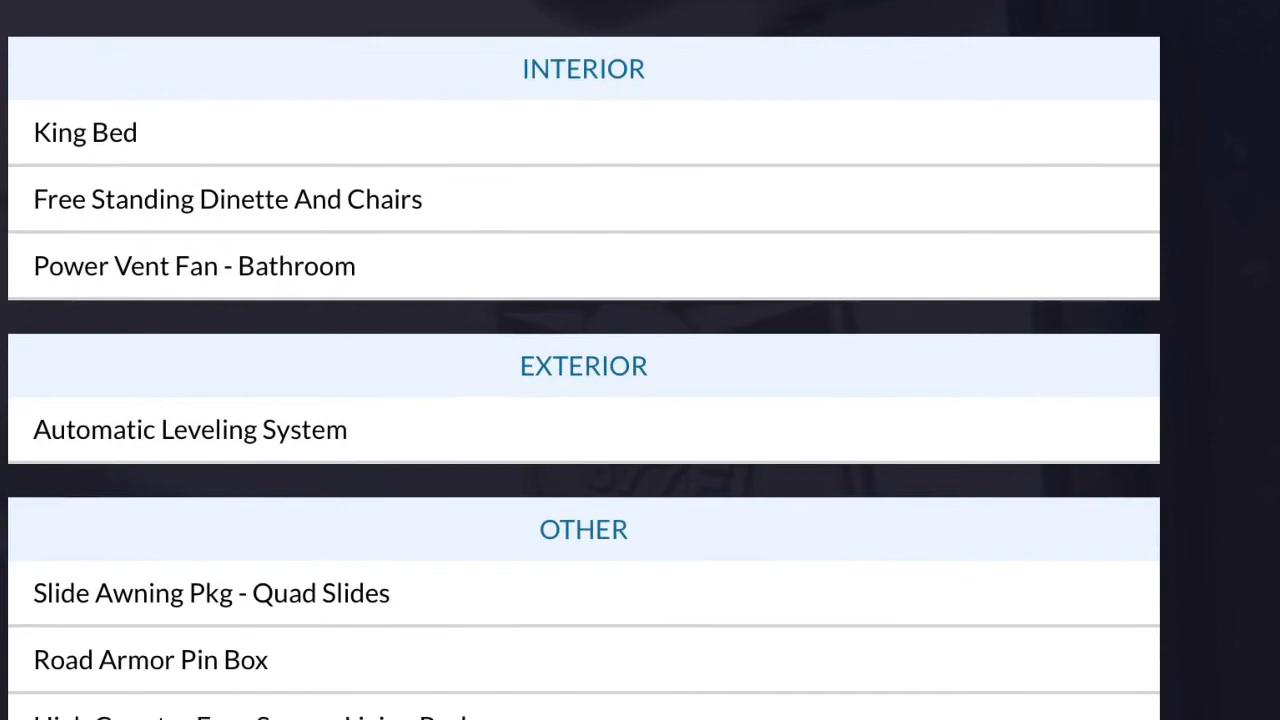 INTERIOR
King Bed
Free Standing Dinette And Chairs
Power Vent Fan - Bathroom
EXTERIOR
Automatic Leveling System
OTHER
Slide Awning Pkg - Quad Slides
Road Armor Pin Box